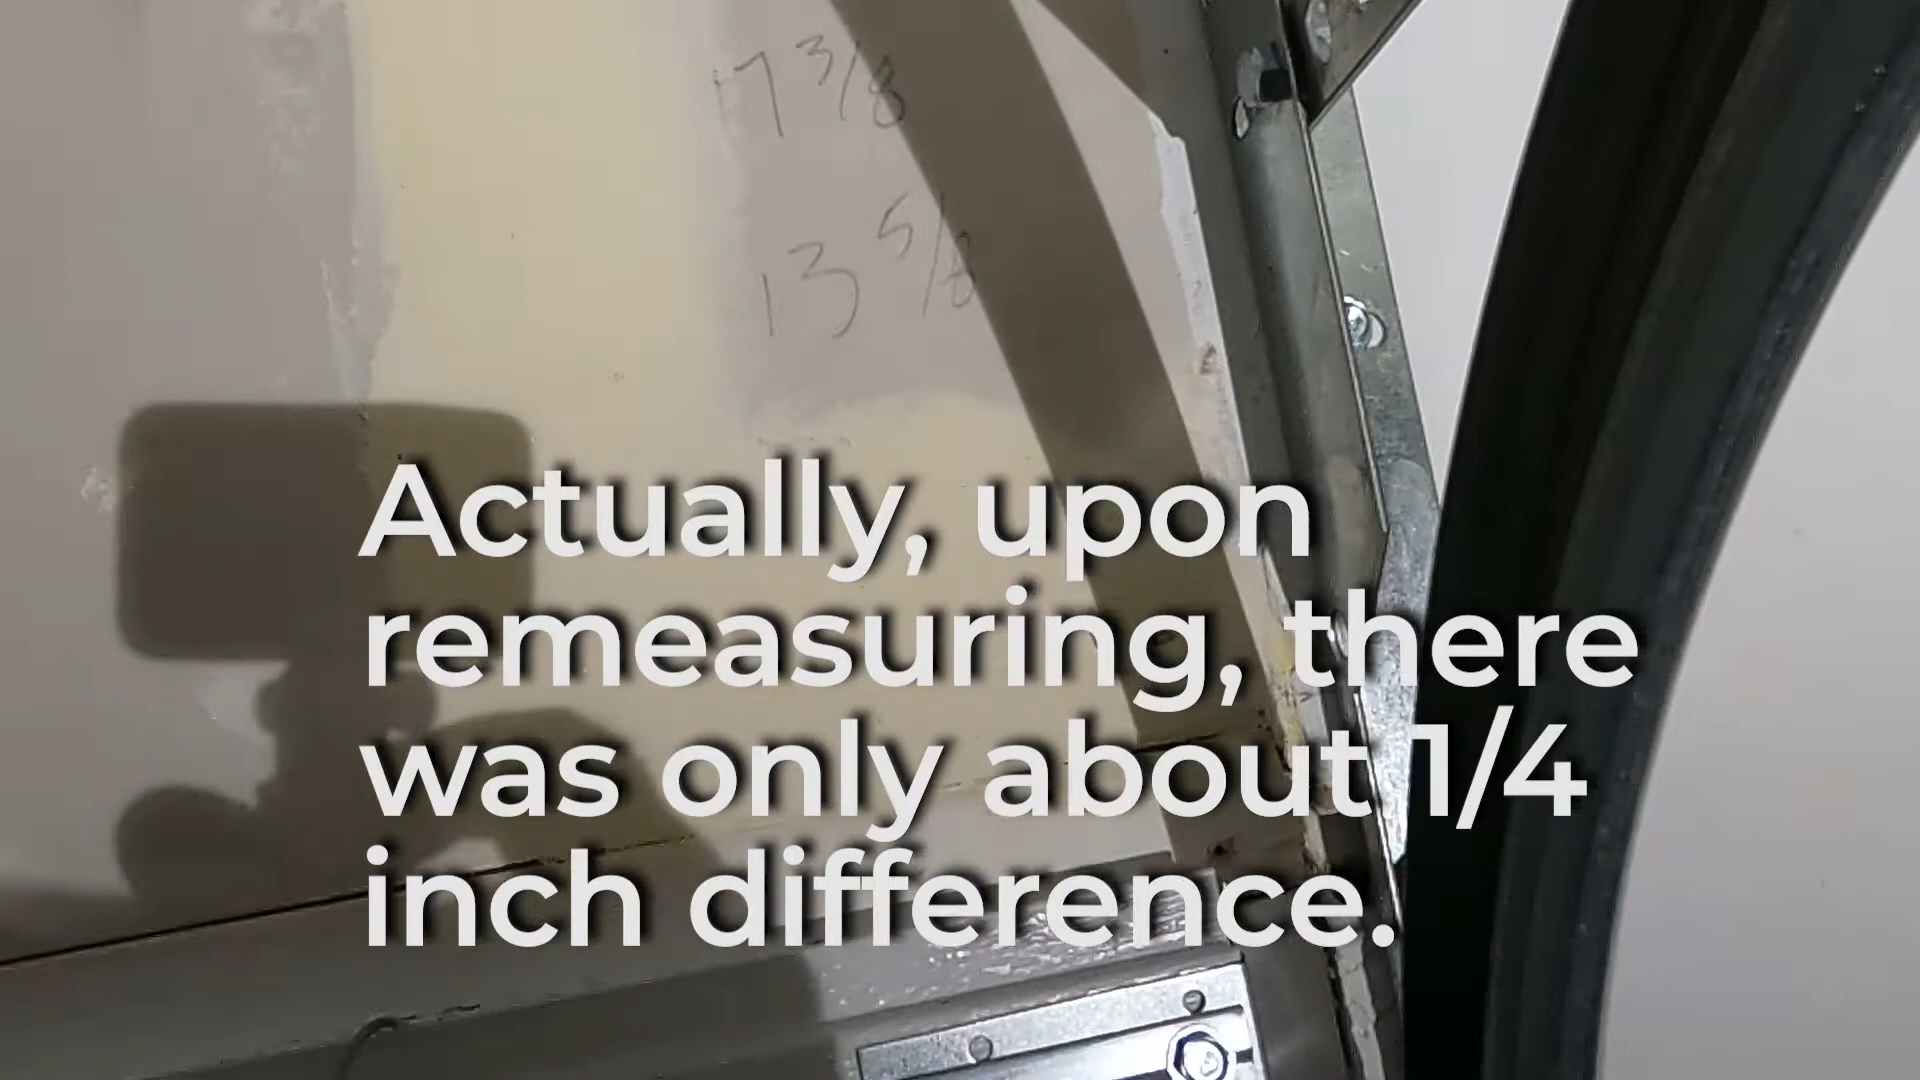 17 3/8
13 5/8
Actually, upon
remeasuring, there
was only about 1/4
inch difference.